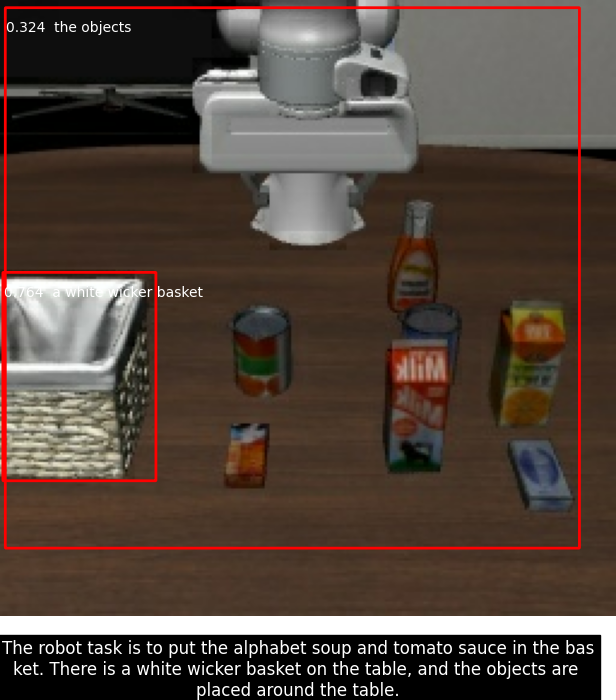 0.324 the objects
0.764 a white wicker basket
Milk
Milk
The robot task is to put the alphabet soup and tomato sauce in the bas
ket. There is a white wicker basket on the table, and the objects are
placed around the table.